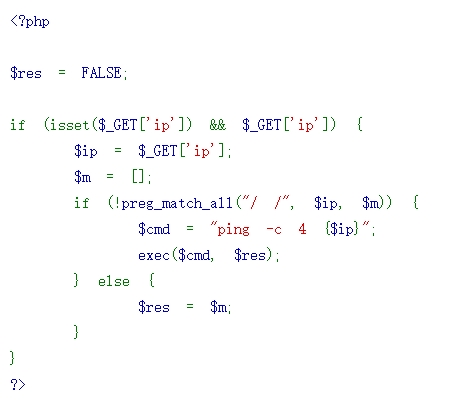 <?php
$res = FALSE;
if (isset($_GET['ip']) && $_GET['ip']) {
$ip = $_GET['ip'];
$m = [];
if (!preg_match_all("/ /", $ip, $m)) {
$cmd = "ping -c 4 {$ip}";
exec($cmd, $res);
} else {
$res = $m;
}
}
?>